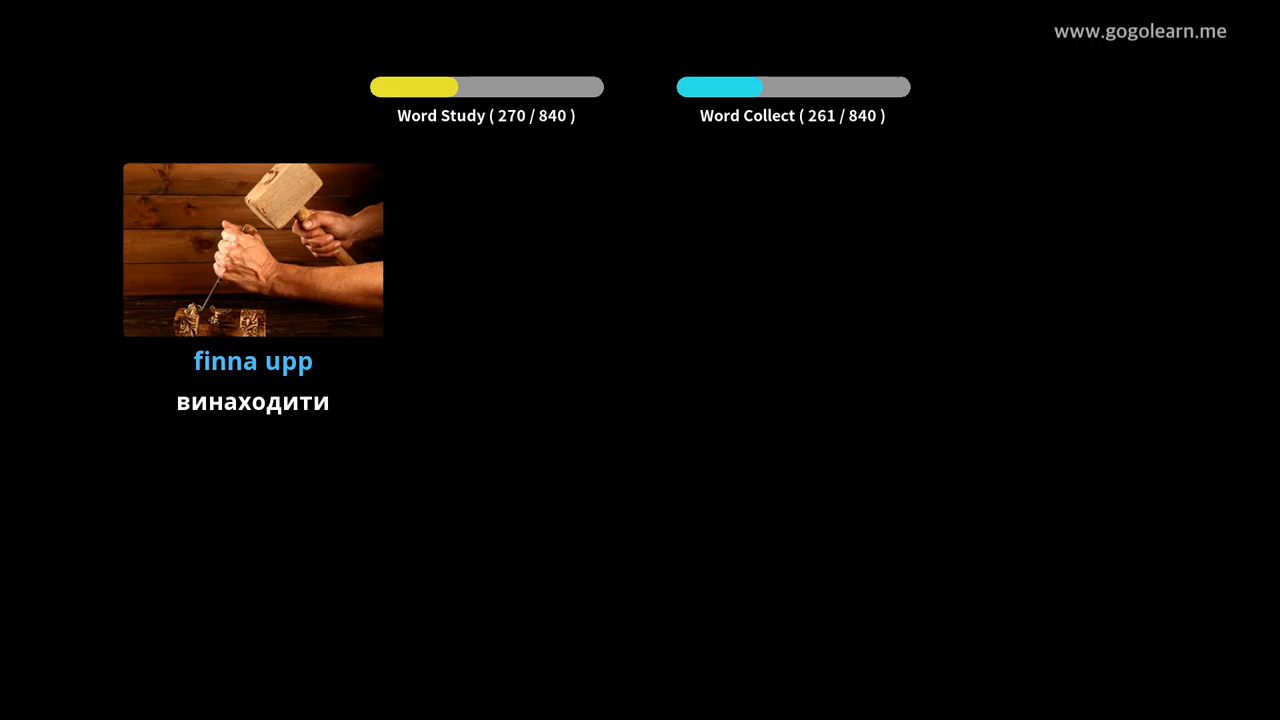 www.gogolearn.me
Word Study ( 270 / 840 )
Word Collect ( 261 / 840 )
finna upp
винаходити